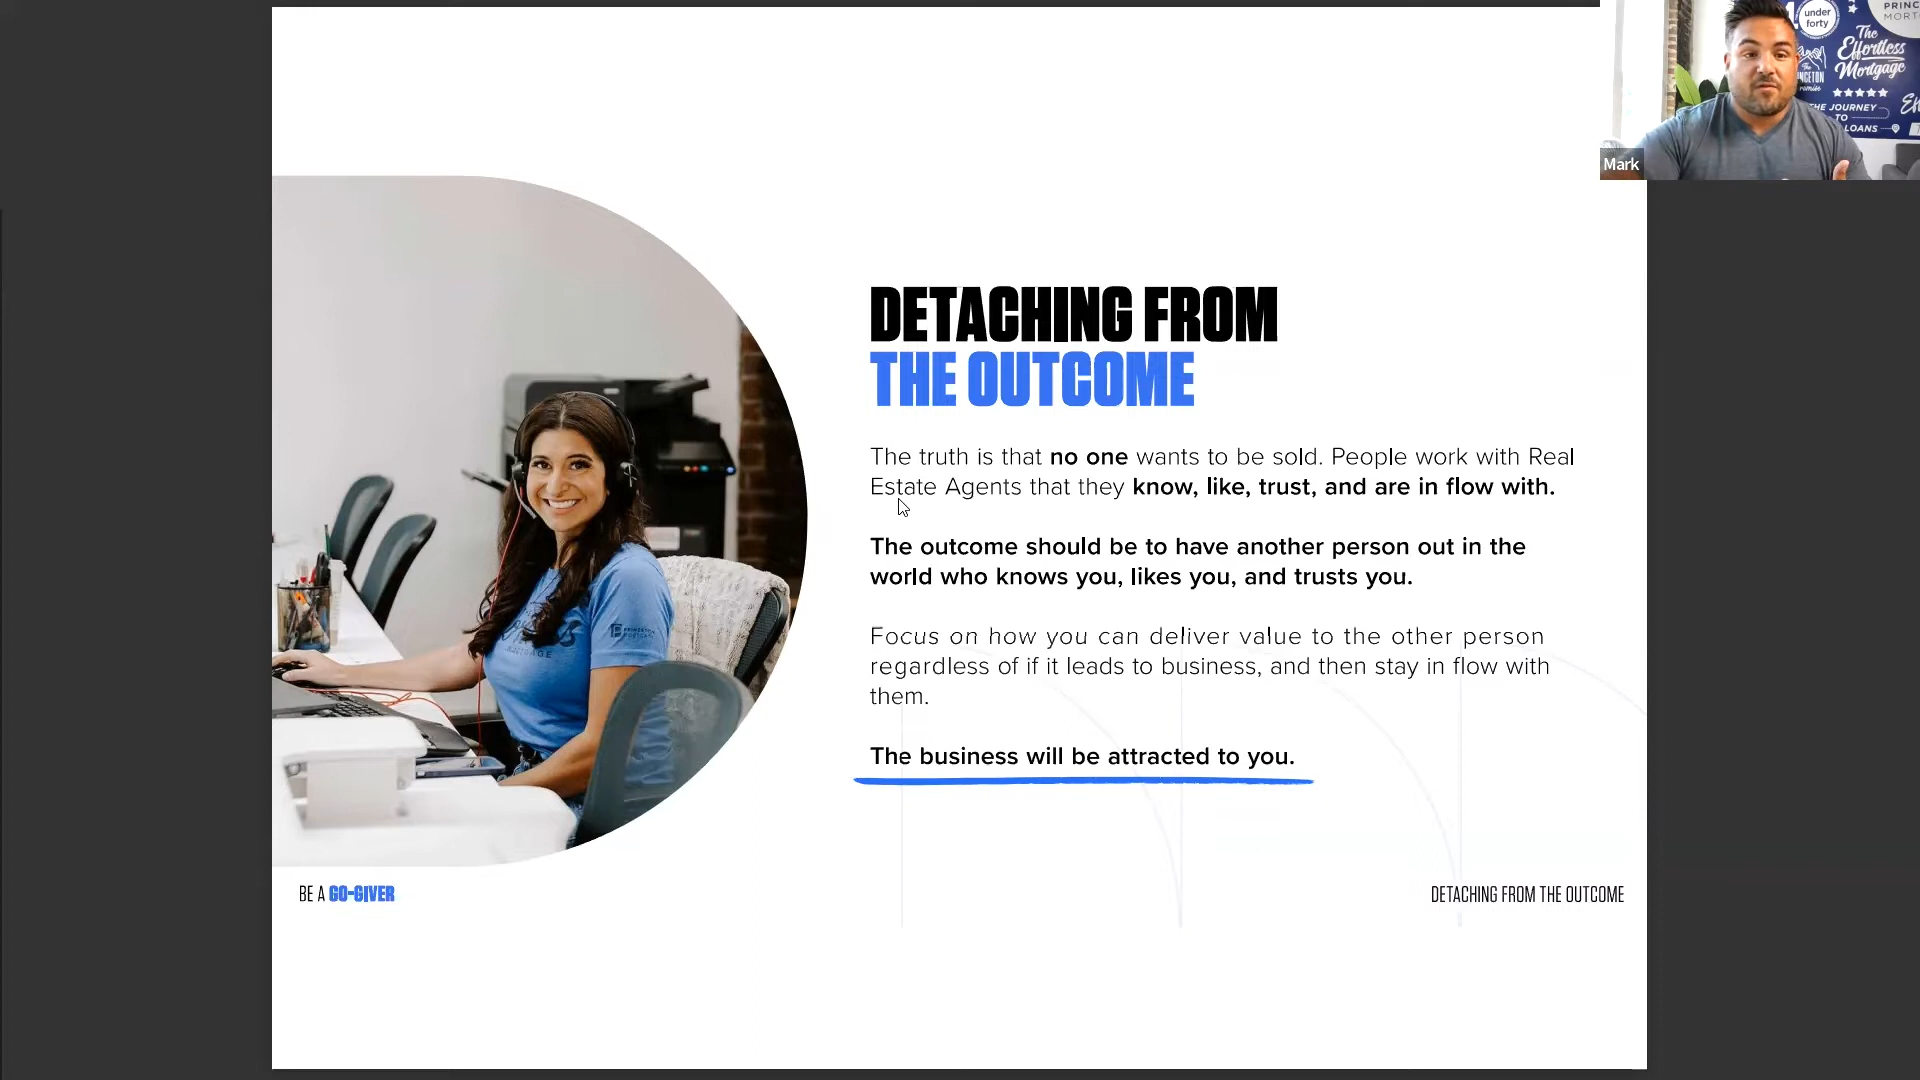 under
forty
PRINC
MORT
The
Effortless
Mortgage
The
NCETON
romise
THE JOURNEY
TO
LOANS
Mark
DETACHING FROM
THE OUTCOME
The truth is that no one wants to be sold. People work with Real
Estate Agents that they know, like, trust, and are in flow with.
The outcome should be to have another person out in the
world who knows you, likes you, and trusts you.
Focus on how you can deliver value to the other person
regardless of if it leads to business, and then stay in flow with
them.
The business will be attracted to you.
BE A GO-GIVER
DETACHING FROM THE OUTCOME